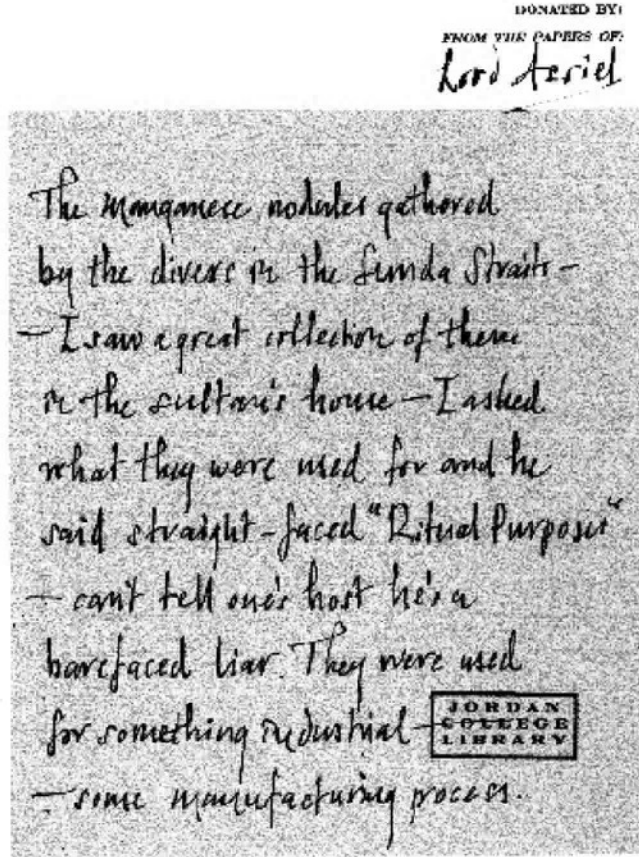 DONATED BY:
FROM THE PAPERS OF:
Lord Asriel
The manganese nodules gathered
by the divers in the Sunda Straits –
– I saw a great collection of them
in the sultan's house – I asked
what they were used for and he
said straight-faced "Ritual Purposes"
– can't tell one's host he's a
barefaced liar. They were used
for something industrial –
JORDAN
COLLEGE
LIBRARY
– some manufacturing process.